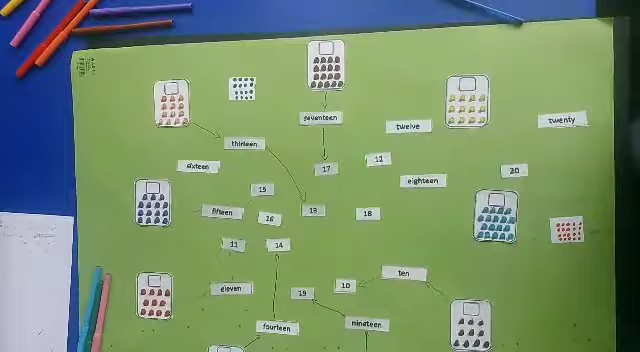 seventeen
twelve
twenty
thirteen
12
sixteen
17
20
eighteen
15
fifteen
16
13
18
11
14
ten
eleven
19
10
fourteen
nineteen